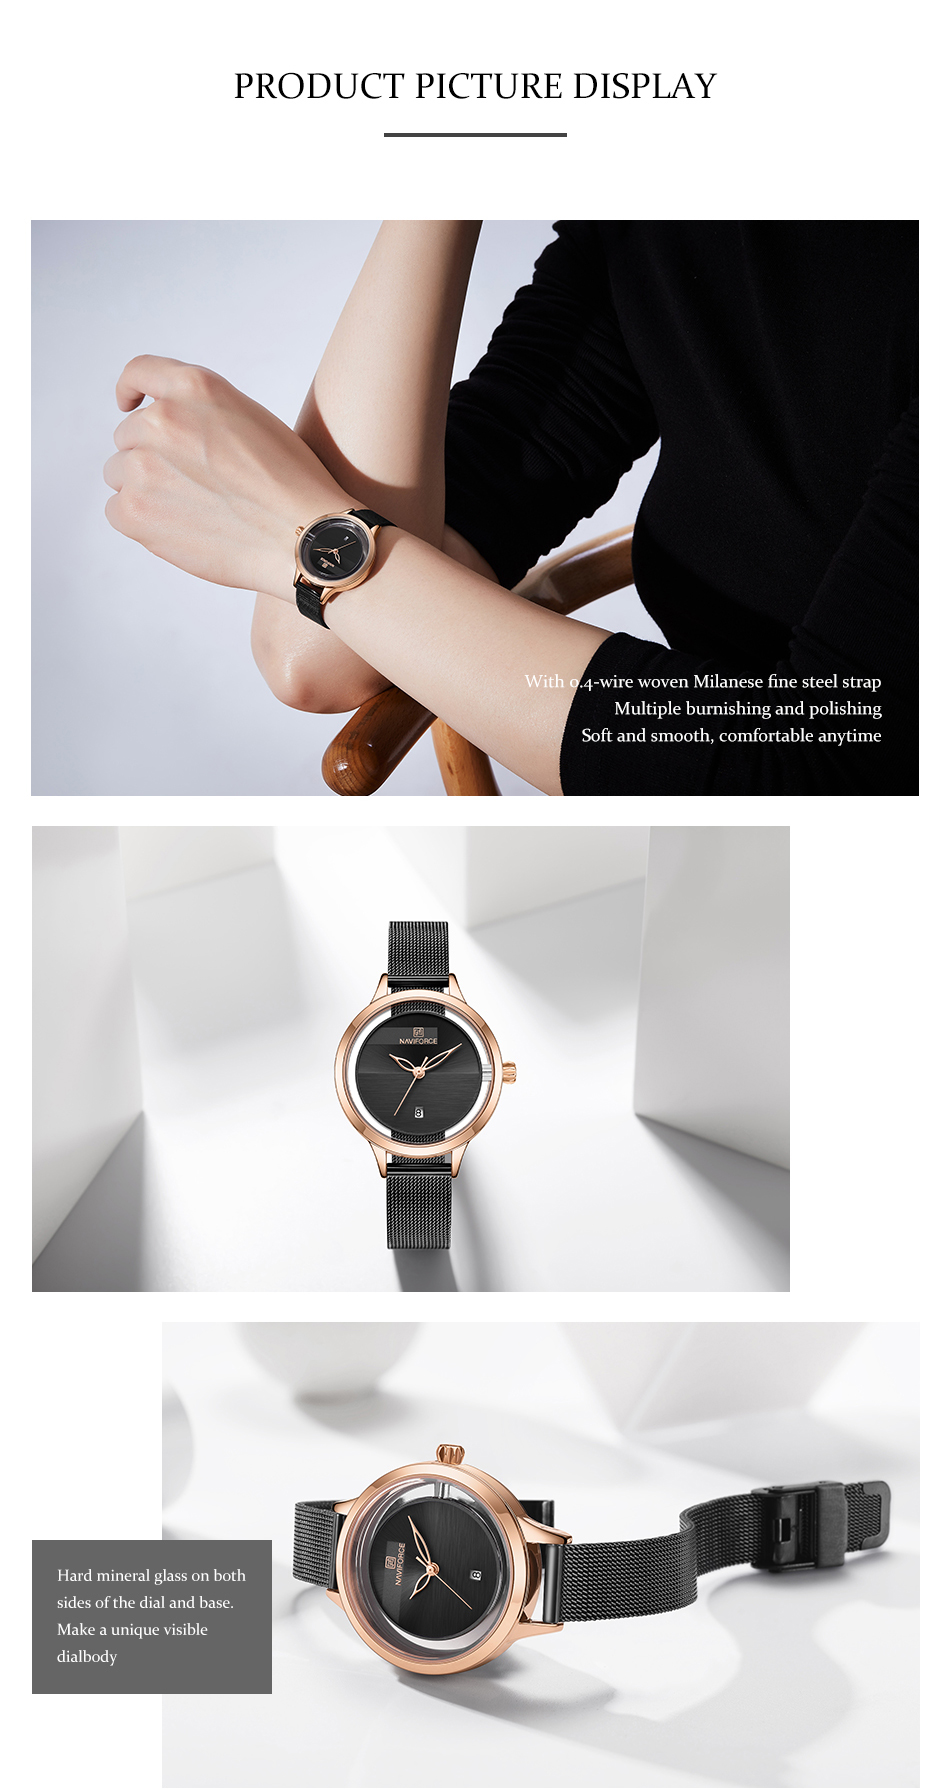 PRODUCT PICTURE DISPLAY
With 0.4-wire woven Milanese fine steel strap
Multiple burnishing and polishing
Soft and smooth, comfortable anytime
NAVIFORCE
8
Hard mineral glass on both
sides of the dial and base.
Make a unique visible
dialbody
NAVIFORCE
8